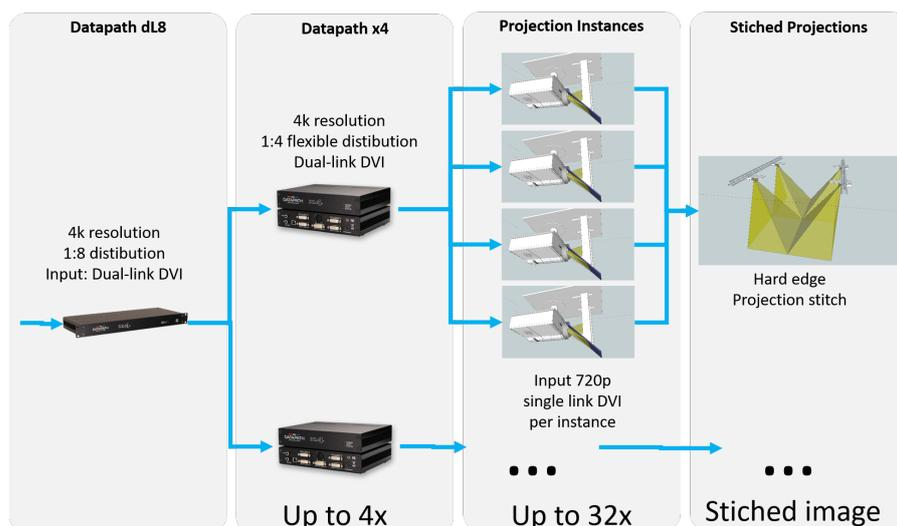 Datapath dL8
Datapath x4
Projection Instances
Stiched Projections
4k resolution
1:8 distibution
Input: Dual-link DVI
4k resolution
1:4 flexible distibution
Dual-link DVI
DATAPATH
DATAPATH
Input 720p
single link DVI
per instance
Hard edge
Projection stitch
...
...
Up to 4x
Up to 32x
Stiched image